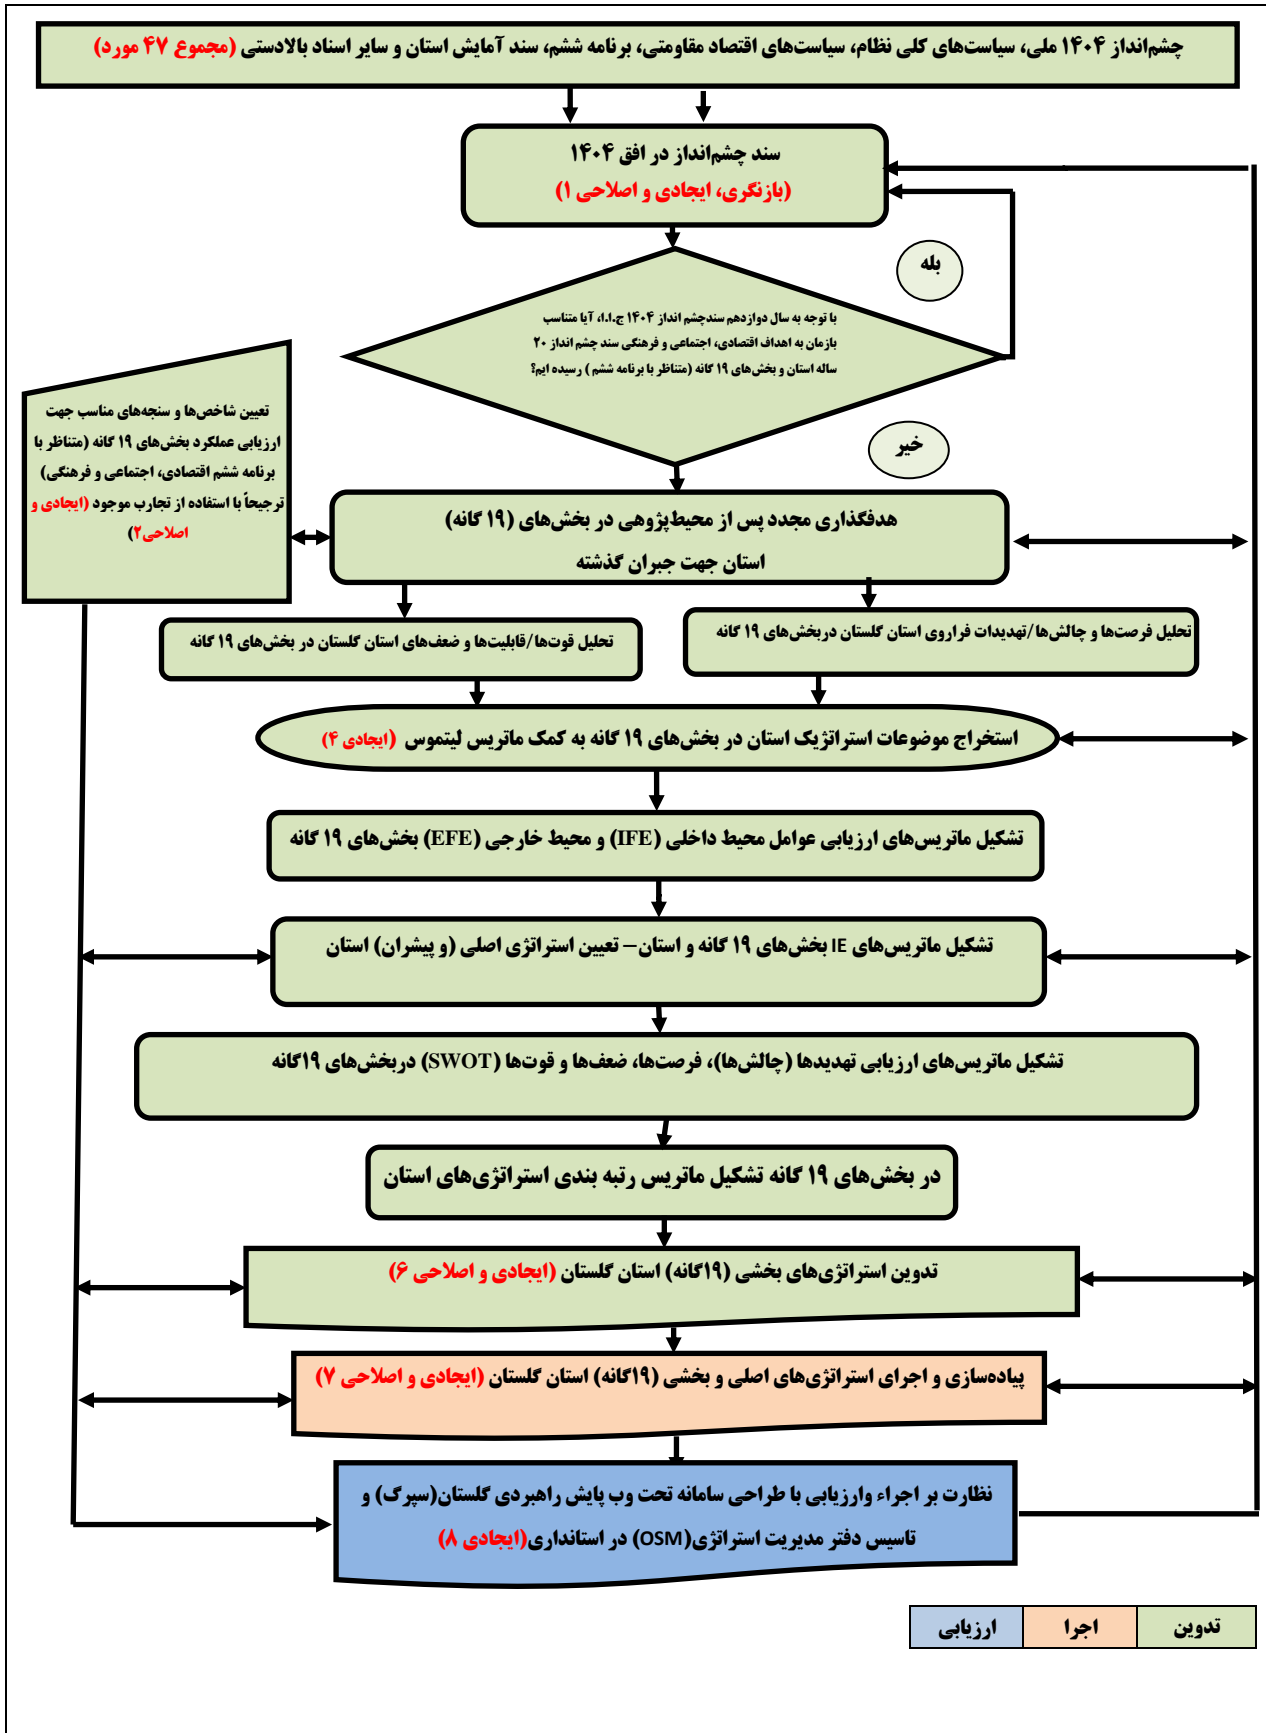 چشم‌انداز ۱۴۰۴ ملی، سیاست‌های کلی نظام، سیاست‌های اقتصاد مقاومتی، برنامه ششم، سند آمایش استان و سایر اسناد بالادستی (مجموع ۴۷ مورد)
سند چشم‌انداز در افق ۱۴۰۴
(بازنگری، ایجادی و اصلاحی ۱)
بله
با توجه به سال دوازدهم سندچشم انداز ۱۴۰۴ ج.ا.ا، آیا متناسب
بازمان به اهداف اقتصادی، اجتماعی و فرهنگی سند چشم انداز ۲۰
ساله استان و بخش‌های ۱۹ گانه (متناظر با برنامه ششم ) رسیده ایم؟
خیر
تعیین شاخص‌ها و سنجه‌های مناسب جهت
ارزیابی عملکرد بخش‌های ۱۹ گانه (متناظر با
برنامه ششم اقتصادی، اجتماعی و فرهنگی)
ترجیحاً با استفاده از تجارب موجود (ایجادی و
اصلاحی۲)
هدفگذاری مجدد پس از محیط‌پژوهی در بخش‌های (۱۹ گانه)
استان جهت جبران گذشته
تحلیل فرصت‌ها و چالش‌ها/تهدیدات فراروی استان گلستان دربخش‌های ۱۹ گانه
تحلیل قوت‌ها/قابلیت‌ها و ضعف‌های استان گلستان در بخش‌های ۱۹ گانه
استخراج موضوعات استراتژیک استان در بخش‌های ۱۹ گانه به کمک ماتریس لیتموس (ایجادی ۴)
تشکیل ماتریس‌های ارزیابی عوامل محیط داخلی (IFE) و محیط خارجی (EFE) بخش‌های ۱۹ گانه
تشکیل ماتریس‌های IE بخش‌های ۱۹ گانه و استان– تعیین استراتژی اصلی (و پیشران) استان
تشکیل ماتریس‌های ارزیابی تهدیدها (چالش‌ها)، فرصت‌ها، ضعف‌ها و قوت‌ها (SWOT) دربخش‌های ۱۹گانه
در بخش‌های ۱۹ گانه تشکیل ماتریس رتبه بندی استراتژی‌های استان
تدوین استراتژی‌های بخشی (۱۹گانه) استان گلستان (ایجادی و اصلاحی ۶)
پیاده‌سازی و اجرای استراتژی‌های اصلی و بخشی (۱۹گانه) استان گلستان (ایجادی و اصلاحی ۷)
نظارت بر اجراء وارزیابی با طراحی سامانه تحت وب پایش راهبردی گلستان(سپرگ) و
تاسیس دفتر مدیریت استراتژی(OSM) در استانداری(ایجادی ۸)
تدوین
اجرا
ارزیابی